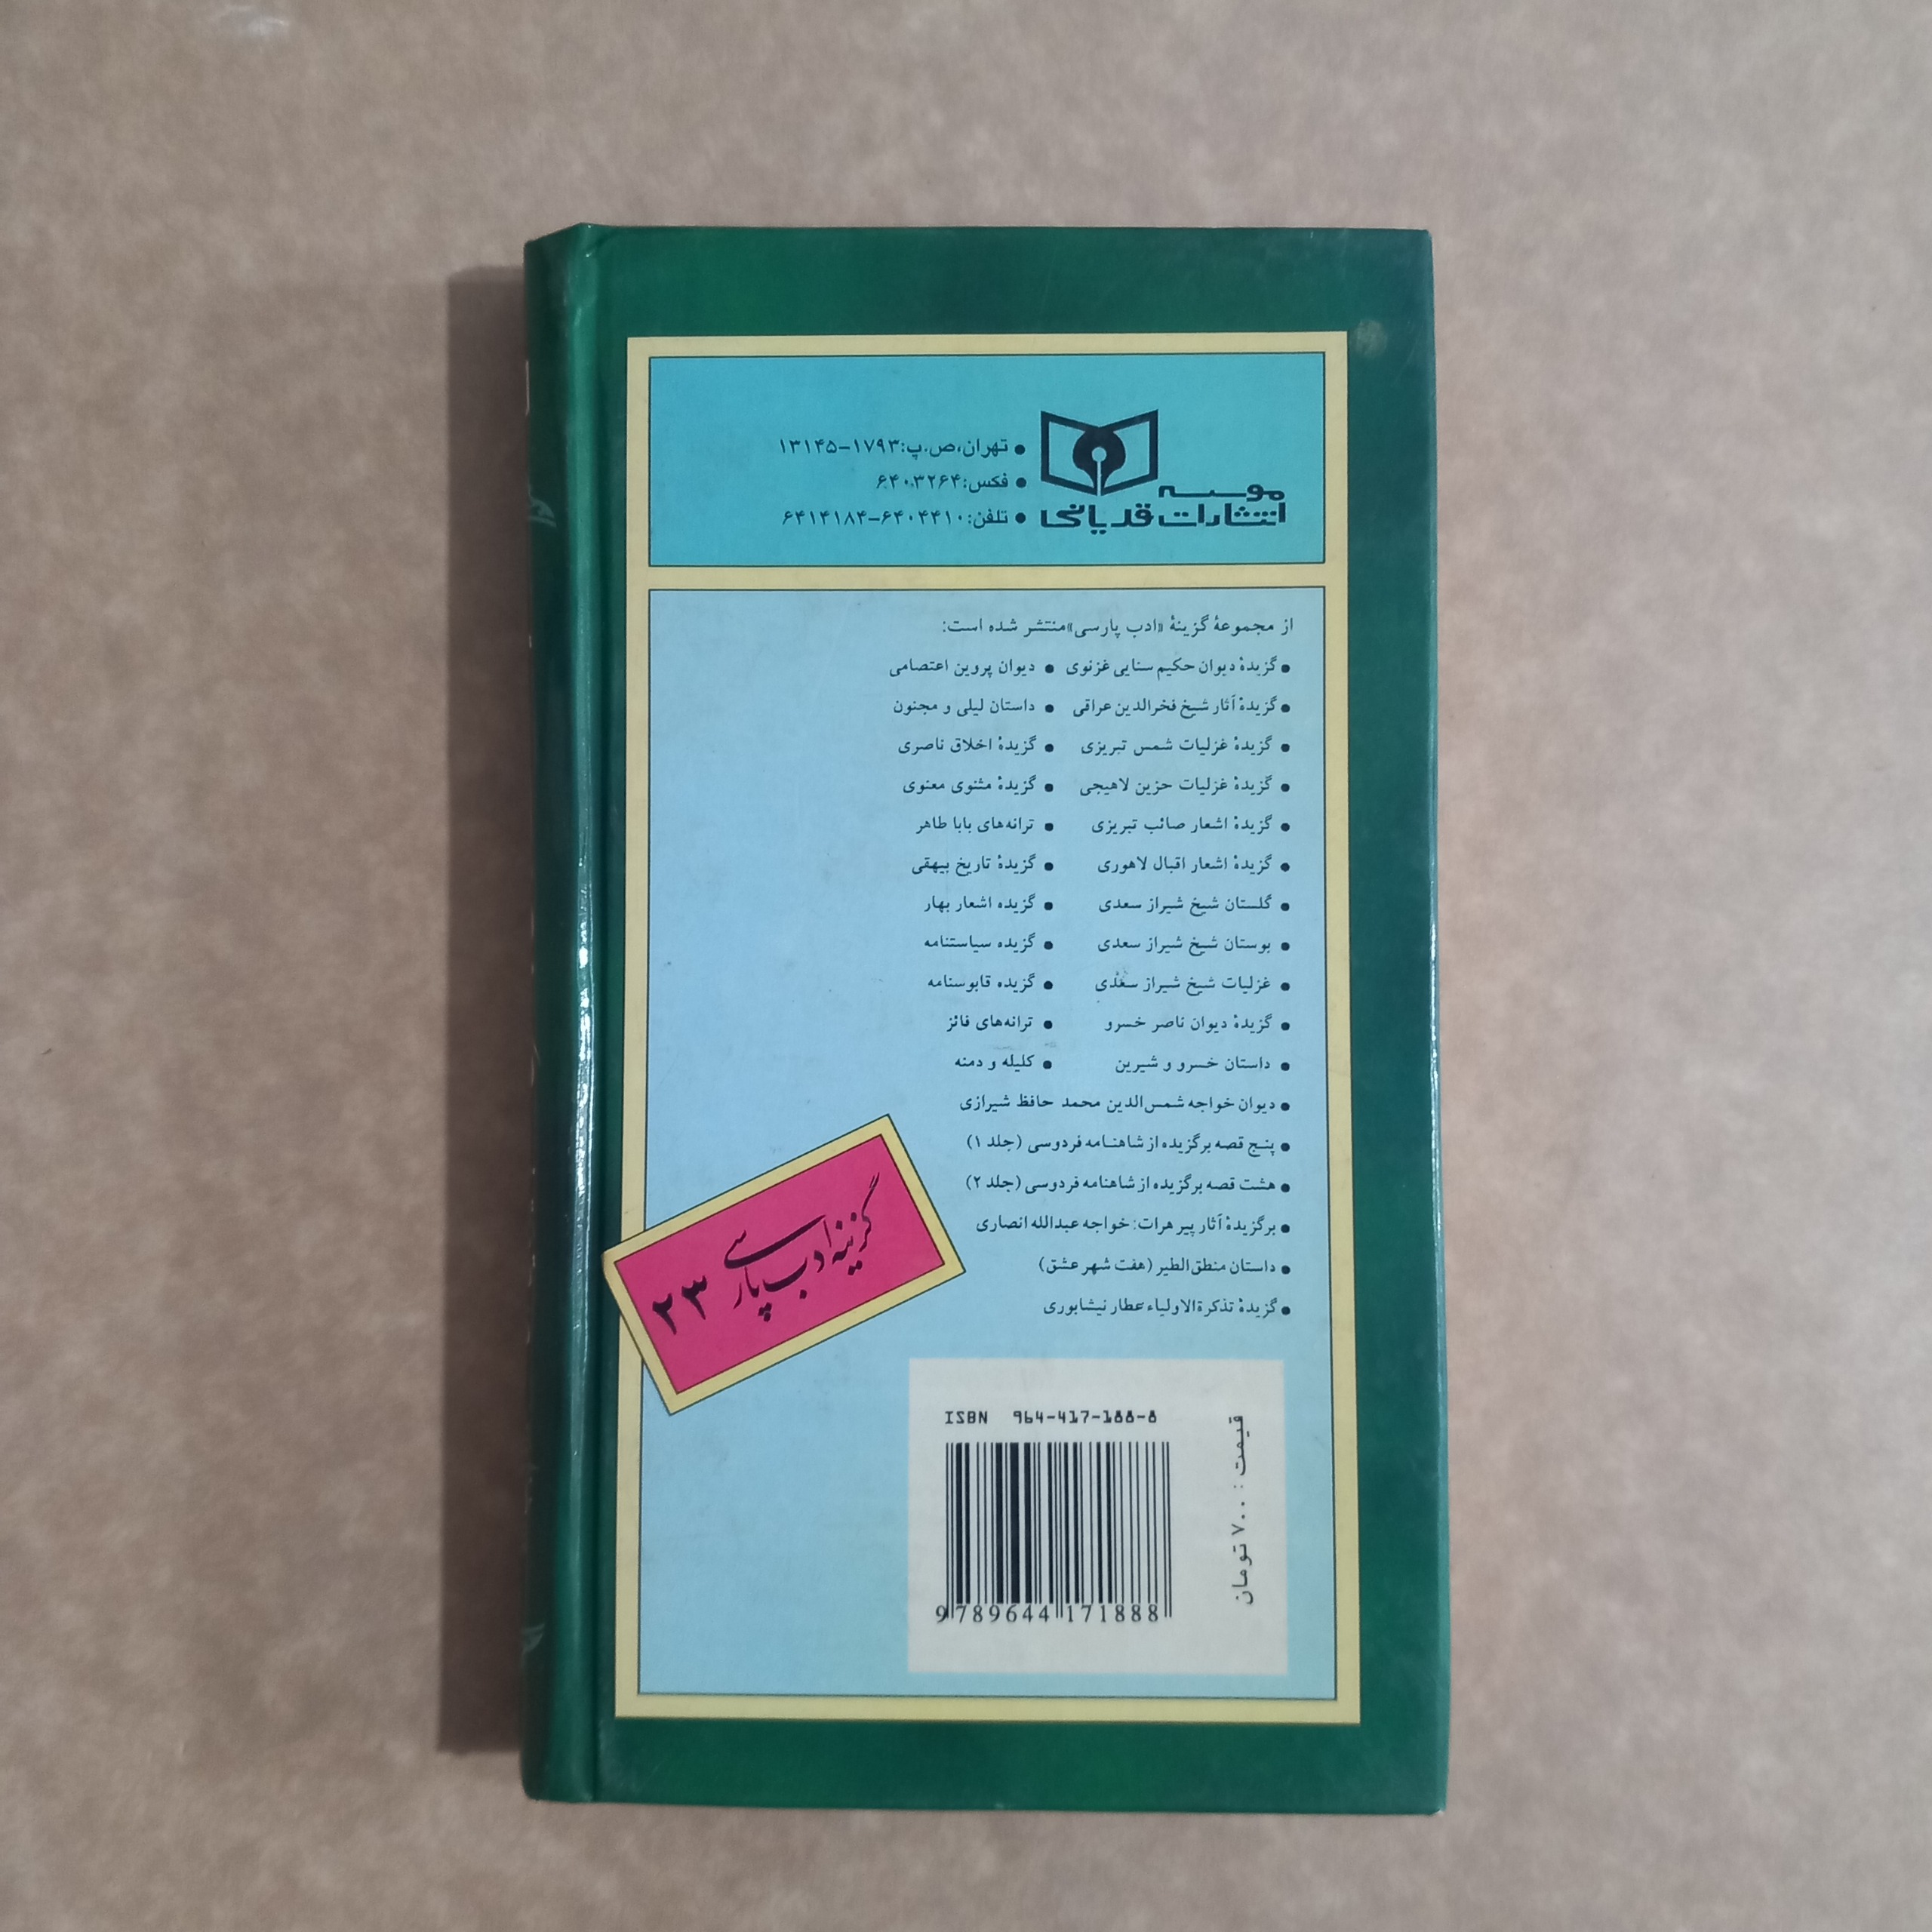 موسسه
انتشارات قدیانی
● تهران،ص.پ:۱۷۹۳–۱۳۱۴۵
● فکس:۶۴۰۳۲۶۴
● تلفن:۶۴۰۴۴۱۰–۶۴۱۴۱۸۴
از مجموعهٔ گزینهٔ «ادب پارسی»منتشر شده است:
● گزیدهٔ دیوان حکیم سنایی غزنوی ● دیوان پروین اعتصامی
● گزیدهٔ آثار شیخ فخرالدین عراقی ● داستان لیلی و مجنون
● گزیدهٔ غزلیات شمس تبریزی ● گزیدهٔ اخلاق ناصری
● گزیدهٔ غزلیات حزین لاهیجی ● گزیدهٔ مثنوی معنوی
● گزیدهٔ اشعار صائب تبریزی ● ترانه‌های بابا طاهر
● گزیدهٔ اشعار اقبال لاهوری ● گزیدهٔ تاریخ بیهقی
● گلستان شیخ شیراز سعدی ● گزیده اشعار بهار
● بوستان شیخ شیراز سعدی ● گزیده سیاستنامه
● غزلیات شیخ شیراز سعدی ● گزیده قابوسنامه
● گزیدهٔ دیوان ناصر خسرو ● ترانه‌های فائز
● داستان خسرو و شیرین ● کلیله و دمنه
● دیوان خواجه شمس‌الدین محمد حافظ شیرازی
● پنج قصه برگزیده از شاهنامه فردوسی (جلد ۱)
● هشت قصه برگزیده از شاهنامه فردوسی (جلد ۲)
● برگزیدهٔ آثار پیر هرات: خواجه عبدالله انصاری
● داستان منطق‌الطیر (هفت شهر عشق)
● گزیدهٔ تذکرةالاولیاء عطار نیشابوری
گزینه ادب پارسی
۲۳
ISBN 964-417-188-8
9 789644 171888
قیمت : ۷۰۰ تومان